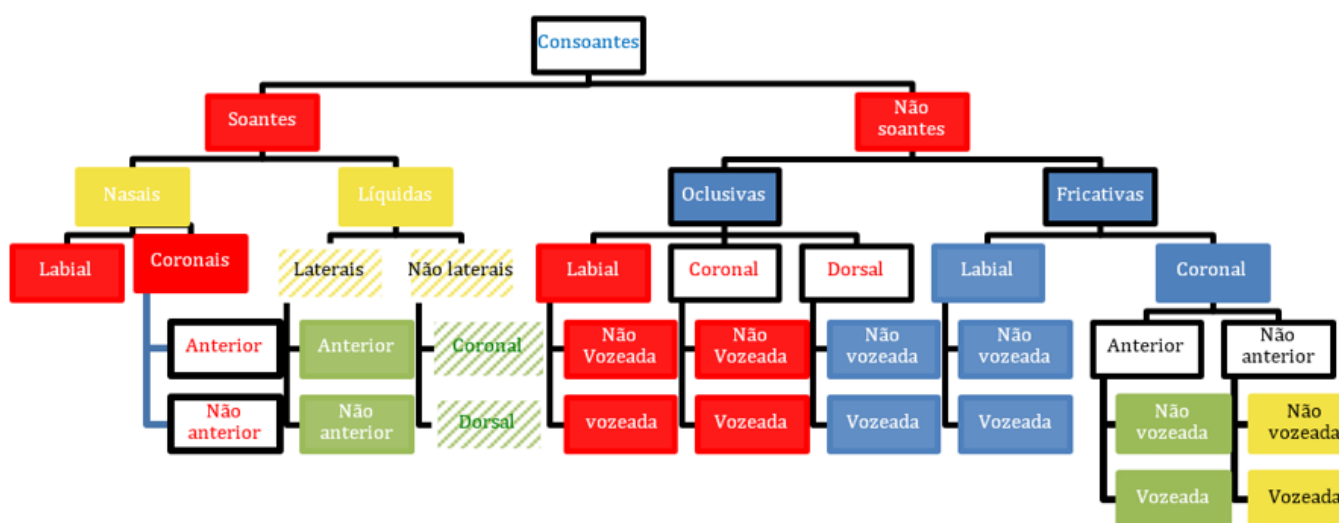 Consoantes
Soantes
Não
soantes
Nasais
Líquidas
Oclusivas
Fricativas
Labial
Coronais
Laterais
Não laterais
Labial
Coronal
Dorsal
Labial
Coronal
Anterior
Anterior
Coronal
Não
Vozeada
Não
Vozeada
Não
vozeada
Não
vozeada
Anterior
Não
anterior
Não
anterior
Não
anterior
Dorsal
vozeada
Vozeada
Vozeada
Vozeada
Não
vozeada
Não
vozeada
Vozeada
Vozeada